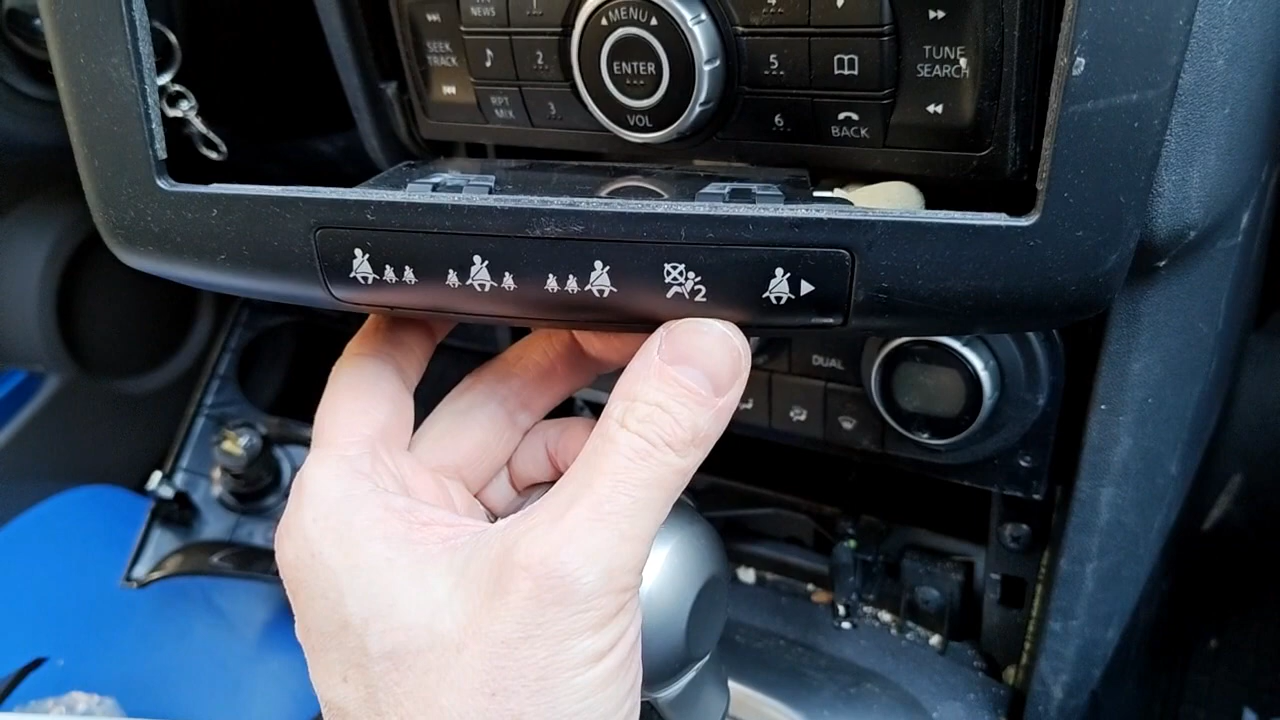 NEWS
1
4
MENU
SEEK
TRACK
2
ENTER
5
TUNE
SEARCH
RPT
MIX
3
VOL
6
BACK
2
DUAL